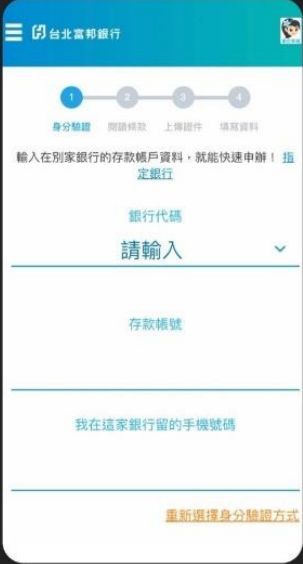 台北富邦銀行
1 2 3 4
身分驗證 閱讀條款 上傳證件 填寫資料
輸入在別家銀行的存款帳戶資料，就能快速申辦！ 指
定銀行
銀行代碼
請輸入
存款帳號
我在這家銀行留的手機號碼
重新選擇身分驗證方式